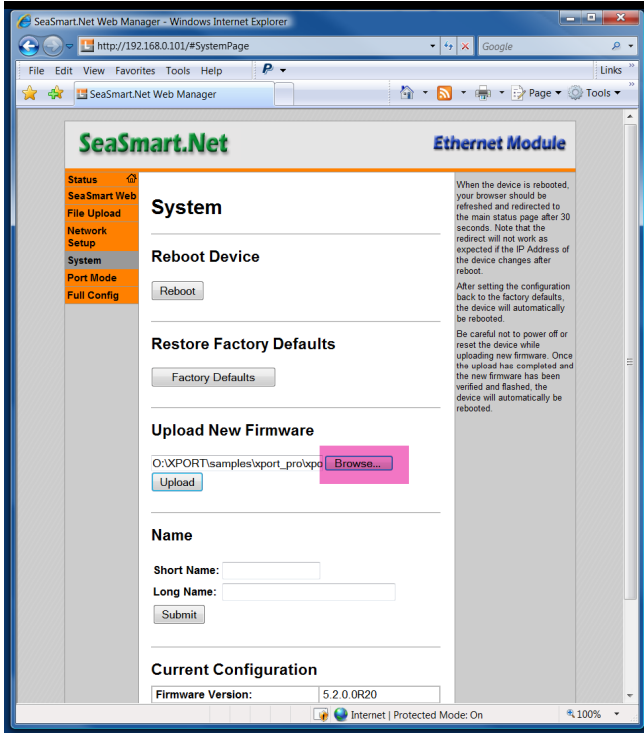 SeaSmart.Net Web Manager - Windows Internet Explorer
http://192.168.0.101/#SystemPage
Google
File Edit View Favorites Tools Help
Links
SeaSmart.Net Web Manager
Page
Tools
SeaSmart.Net
Ethernet Module
Status
SeaSmart Web
File Upload
Network
Setup
System
Port Mode
Full Config
System
Reboot Device
Reboot
Restore Factory Defaults
Factory Defaults
Upload New Firmware
O:\XPORT\samples\xport_pro\xpo
Browse...
Upload
Name
Short Name:
Long Name:
Submit
Current Configuration
Firmware Version: 5.2.0.0R20
When the device is rebooted,
your browser should be
refreshed and redirected to
the main status page after 30
seconds. Note that the
redirect will not work as
expected if the IP Address of
the device changes after
reboot.
After setting the configuration
back to the factory defaults,
the device will automatically
be rebooted.
Be careful not to power off or
reset the device while
uploading new firmware. Once
the upload has completed and
the new firmware has been
verified and flashed, the
device will automatically be
rebooted.
Internet | Protected Mode: On
100%